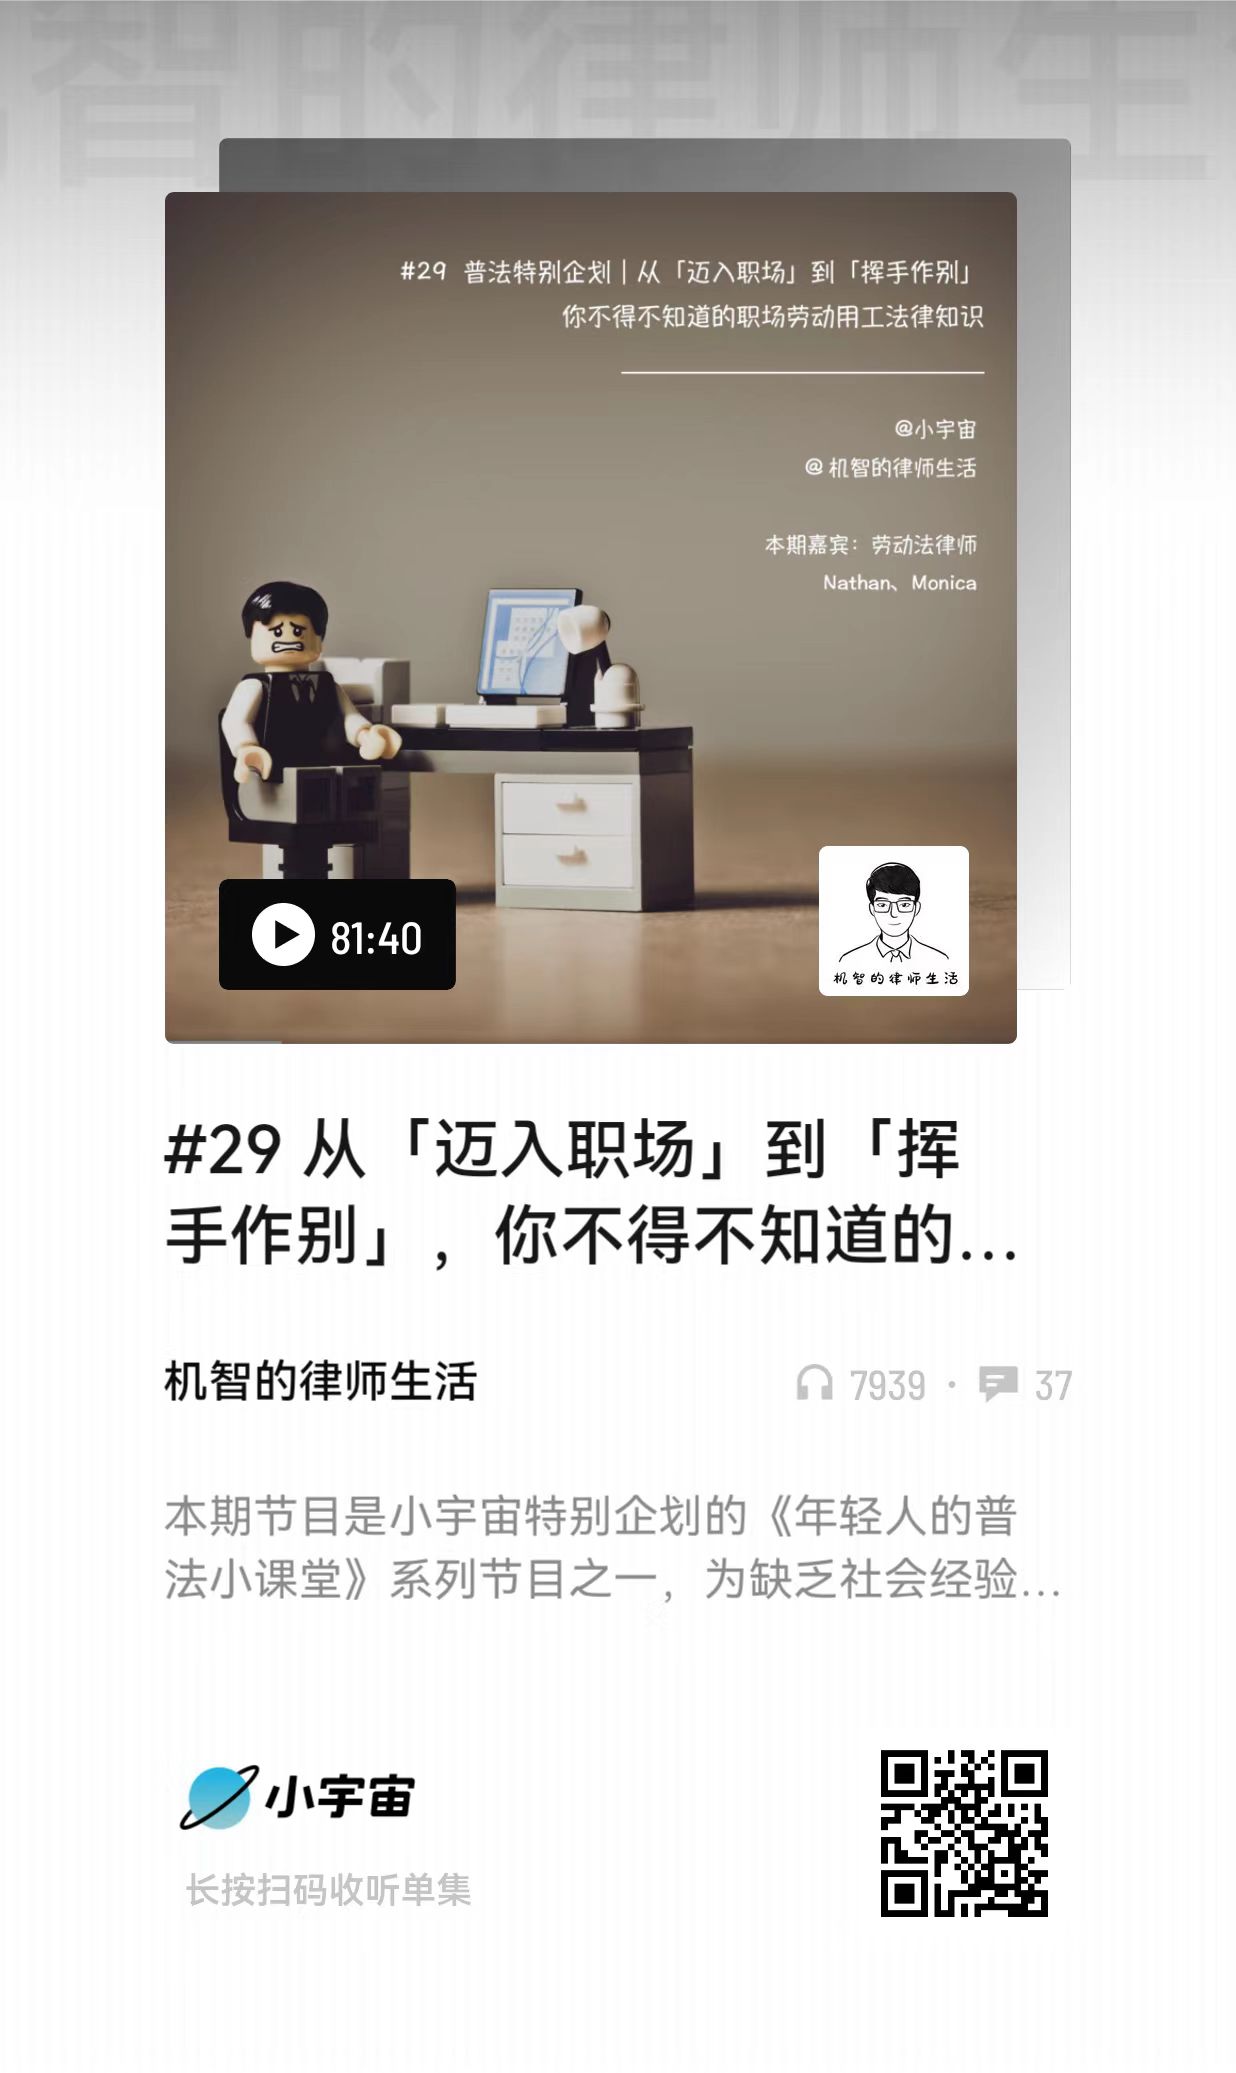 智的律师生
#29 普法特别企划 | 从「迈入职场」到「挥手作别」
你不得不知道的职场劳动用工法律知识
@小宇宙
@机智的律师生活
本期嘉宾：劳动法律师
Nathan、Monica
81:40
机智的律师生活
#29 从「迈入职场」到「挥
手作别」，你不得不知道的...
机智的律师生活
7939 · 37
本期节目是小宇宙特别企划的《年轻人的普
法小课堂》系列节目之一，为缺乏社会经验...
小宇宙
长按扫码收听单集